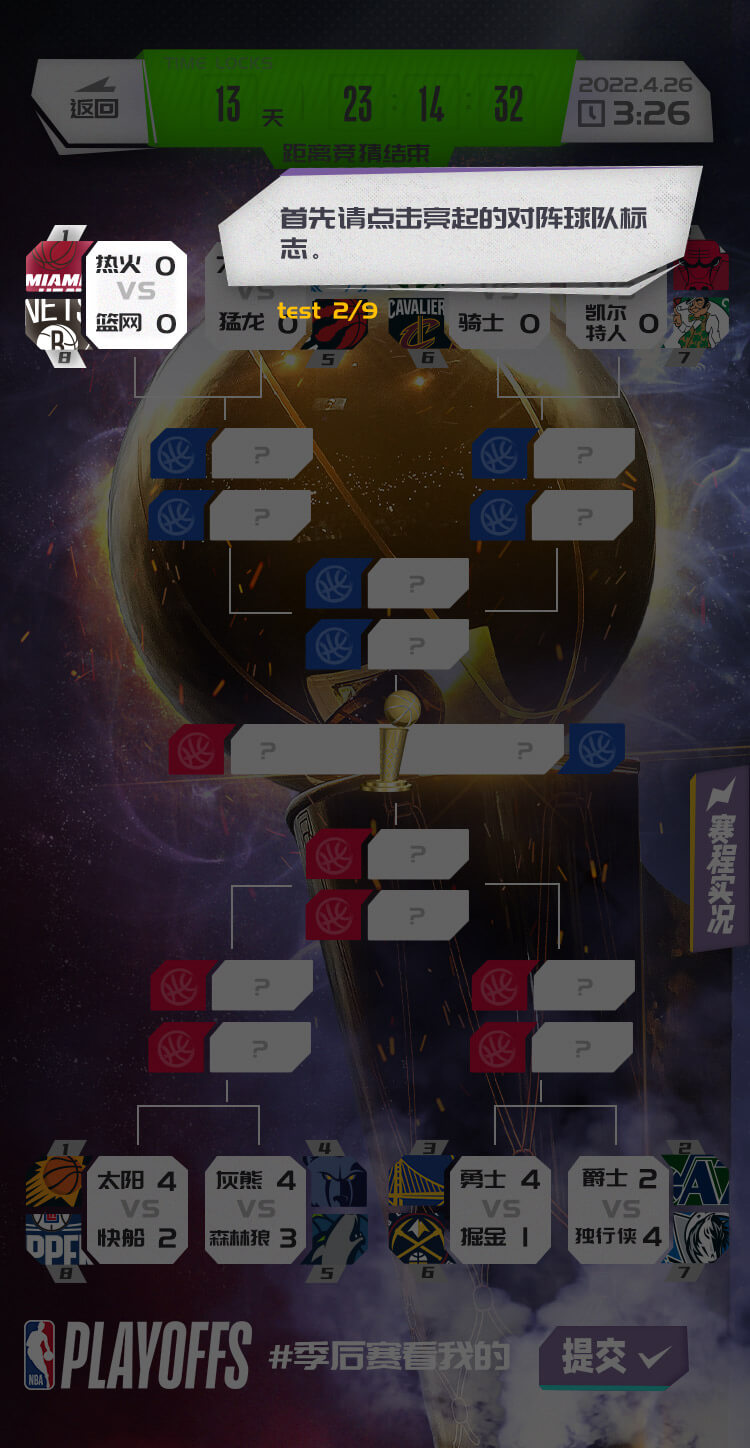 TIME LOCKS
返回
13 天 23 : 14 : 32
2022.4.26
3:26
距离竞猜结束
首先请点击亮起的对阵球队标
志。
test 2/9
1
MIAMI
热火 0
VS
NETS
篮网 0
8
VS
猛龙 0
5
CAVALIER
骑士 0
6
凯尔
特人 0
7
?
?
?
?
?
?
?
?
?
?
?
?
?
?
赛程实况
1
太阳 4
VS
快船 2
8
4
灰熊 4
VS
森林狼 3
5
3
勇士 4
VS
掘金 1
6
2
爵士 2
VS
独行侠 4
7
NBA
PLAYOFFS
#季后赛看我的
提交